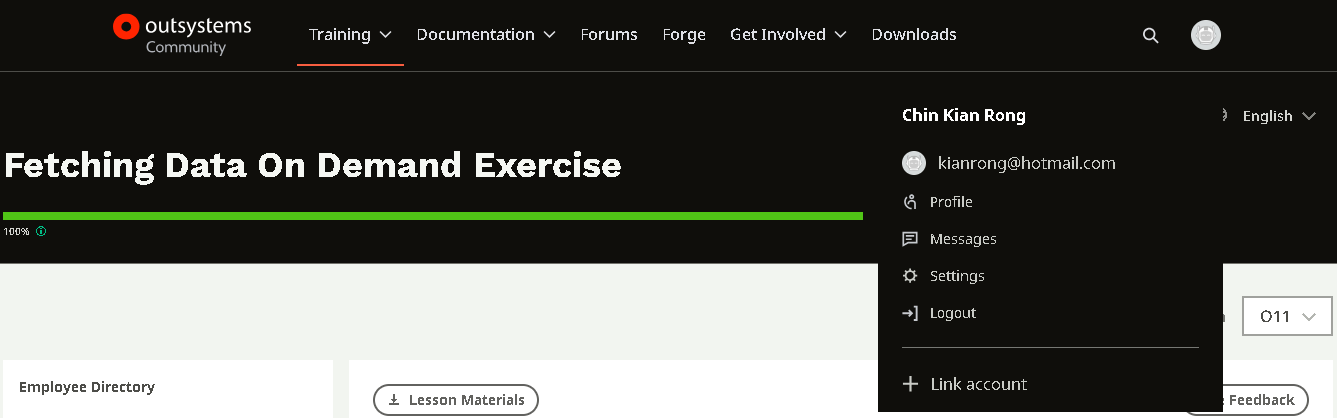 outsystems
Community
Training
Documentation
Forums
Forge
Get Involved
Downloads
Chin Kian Rong
English
kianrong@hotmail.com
Fetching Data On Demand Exercise
100%
Profile
Messages
Settings
Logout
O11
Link account
Employee Directory
Lesson Materials
Feedback